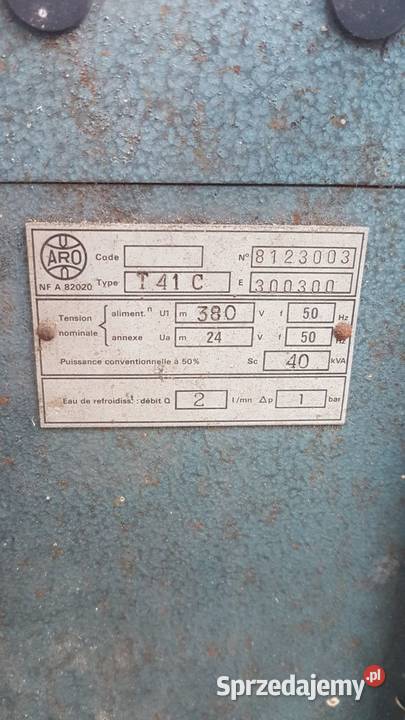 ARO Code N° 8123003
NF A 82020 Type T 41 C E 300300
Tension nominale
aliment.n U1 m 380 V f 50 Hz
annexe Ua m 24 V. f 50 Hz
Puissance conventionnelle à 50% Sc 40 kVA
Eau de refroidiss.: débit Q 2 l/mn Δp 1 bar
Sprzedajemy.pl